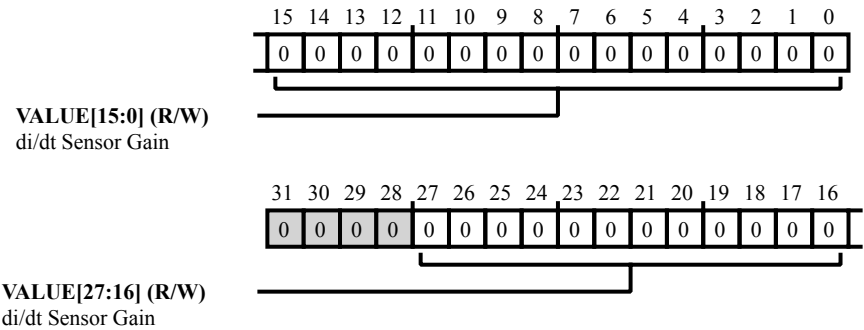 15 14 13 12 11 10 9 8 7 6 5 4 3 2 1 0
0 0 0 0 0 0 0 0 0 0 0 0 0 0 0 0
VALUE[15:0] (R/W)
di/dt Sensor Gain
31 30 29 28 27 26 25 24 23 22 21 20 19 18 17 16
0 0 0 0 0 0 0 0 0 0 0 0 0 0 0 0
VALUE[27:16] (R/W)
di/dt Sensor Gain